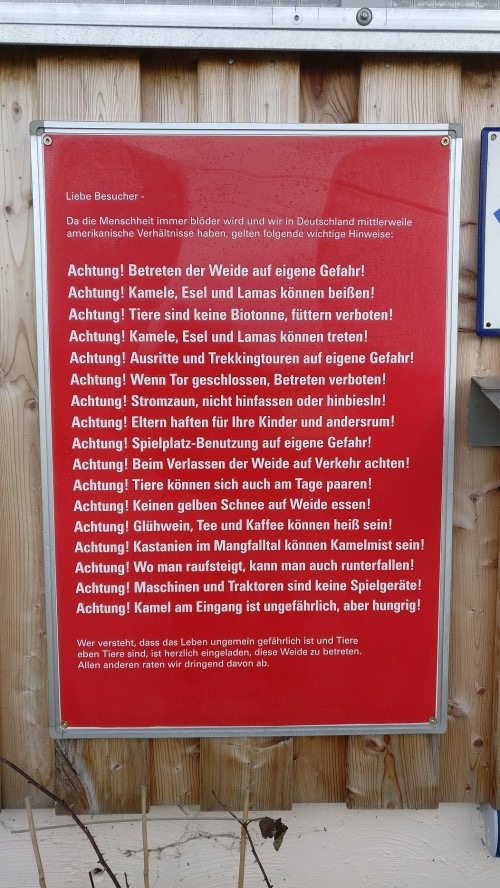 Liebe Besucher -
Da die Menschheit immer blöder wird und wir in Deutschland mittlerweile
amerikanische Verhältnisse haben, gelten folgende wichtige Hinweise:
Achtung! Betreten der Weide auf eigene Gefahr!
Achtung! Kamele, Esel und Lamas können beißen!
Achtung! Tiere sind keine Biotonne, füttern verboten!
Achtung! Kamele, Esel und Lamas können treten!
Achtung! Ausritte und Trekkingtouren auf eigene Gefahr!
Achtung! Wenn Tor geschlossen, Betreten verboten!
Achtung! Stromzaun, nicht hinfassen oder hinbiesln!
Achtung! Eltern haften für Ihre Kinder und andersrum!
Achtung! Spielplatz-Benutzung auf eigene Gefahr!
Achtung! Beim Verlassen der Weide auf Verkehr achten!
Achtung! Tiere können sich auch am Tage paaren!
Achtung! Keinen gelben Schnee auf Weide essen!
Achtung! Glühwein, Tee und Kaffee können heiß sein!
Achtung! Kastanien im Mangfalltal können Kamelmist sein!
Achtung! Wo man raufsteigt, kann man auch runterfallen!
Achtung! Maschinen und Traktoren sind keine Spielgeräte!
Achtung! Kamel am Eingang ist ungefährlich, aber hungrig!
Wer versteht, dass das Leben ungemein gefährlich ist und Tiere
eben Tiere sind, ist herzlich eingeladen, diese Weide zu betreten.
Allen anderen raten wir dringend davon ab.